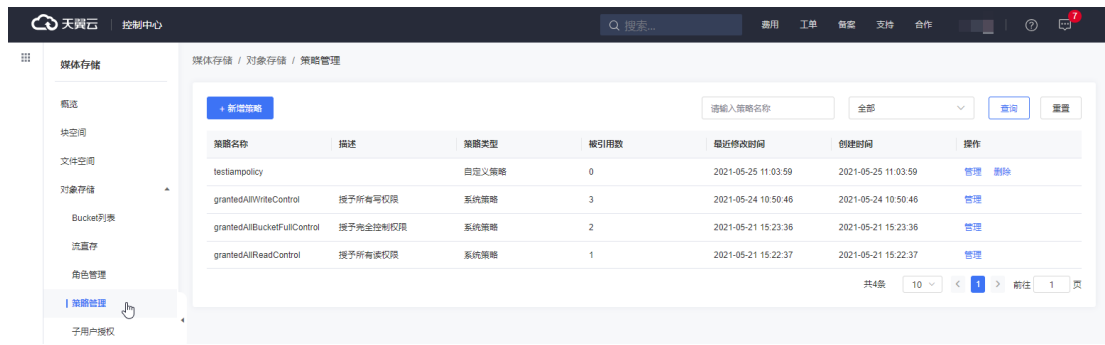 天翼云 控制中心 搜索... 费用 工单 备案 支持 合作 7
媒体存储
媒体存储 / 对象存储 / 策略管理
概览
块空间
文件空间
对象存储
Bucket列表
流直存
角色管理
策略管理
子用户授权
+ 新增策略 请输入策略名称 全部 查询 重置
策略名称 描述 策略类型 被引用数 最近修改时间 创建时间 操作
testiampolicy 自定义策略 0 2021-05-25 11:03:59 2021-05-25 11:03:59 管理 删除
grantedAllWriteControl 授予所有写权限 系统策略 3 2021-05-24 10:50:46 2021-05-24 10:50:46 管理
grantedAllBucketFullControl 授予完全控制权限 系统策略 2 2021-05-21 15:23:36 2021-05-21 15:23:36 管理
grantedAllReadControl 授予所有读权限 系统策略 1 2021-05-21 15:22:37 2021-05-21 15:22:37 管理
共4条 10 < 1 > 前往 1 页